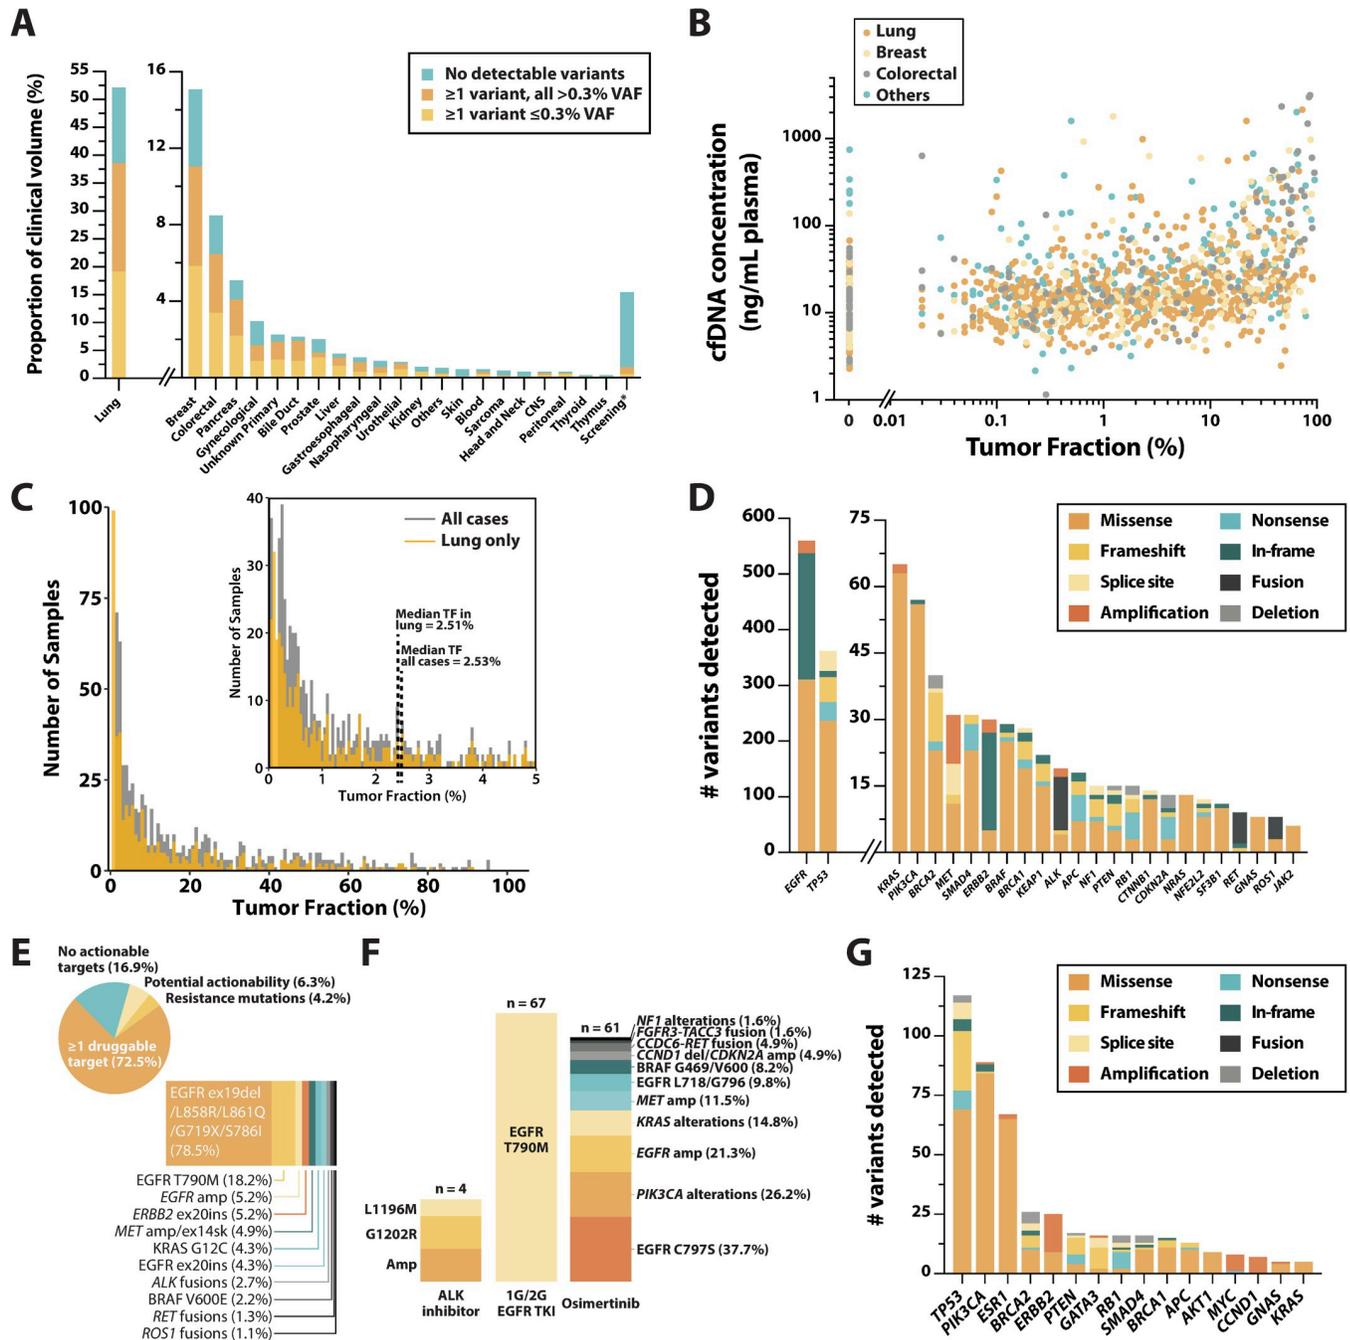 A
Proportion of clinical volume (%)
55
50
45
40
35
30
25
20
15
10
5
0
16
12
8
4
No detectable variants
≥1 variant, all >0.3% VAF
≥1 variant ≤0.3% VAF
Lung
Breast
Colorectal
Pancreas
Gynecological
Unknown Primary
Bile Duct
Prostate
Liver
Gastroesophageal
Nasopharyngeal
Urothelial
Kidney
Others
Skin
Blood
Sarcoma
Head and Neck
CNS
Peritoneal
Thyroid
Thymus
Screening*
B
Lung
Breast
Colorectal
Others
cfDNA concentration
(ng/mL plasma)
1000
100
10
1
0
0.01
0.1
1
10
100
Tumor Fraction (%)
C
Number of Samples
100
75
50
25
0
0
20
40
60
80
100
Tumor Fraction (%)
Number of Samples
40
30
20
10
0
All cases
Lung only
Median TF in
lung = 2.51%
Median TF
all cases = 2.53%
0
1
2
3
4
5
Tumor Fraction (%)
D
# variants detected
600
500
400
300
200
100
0
75
60
45
30
15
Missense
Frameshift
Splice site
Amplification
Nonsense
In-frame
Fusion
Deletion
EGFR
TP53
KRAS
PIK3CA
BRCA2
MET
SMAD4
ERBB2
BRAF
BRCA1
KEAP1
ALK
APC
NF1
PTEN
RB1
CTNNB1
CDKN2A
NRAS
NFE2L2
SF3B1
RET
GNAS
ROS1
JAK2
E
No actionable
targets (16.9%)
Potential actionability (6.3%)
Resistance mutations (4.2%)
≥1 druggable
target (72.5%)
EGFR ex19del
/L858R/L861Q
/G719X/S786I
(78.5%)
EGFR T790M (18.2%)
EGFR amp (5.2%)
ERBB2 ex20ins (5.2%)
MET amp/ex14sk (4.9%)
KRAS G12C (4.3%)
EGFR ex20ins (4.3%)
ALK fusions (2.7%)
BRAF V600E (2.2%)
RET fusions (1.3%)
ROS1 fusions (1.1%)
F
n = 4
L1196M
G1202R
Amp
ALK
inhibitor
n = 67
EGFR
T790M
1G/2G
EGFR TKI
n = 61
Osimertinib
NF1 alterations (1.6%)
FGFR3-TACC3 fusion (1.6%)
CCDC6-RET fusion (4.9%)
CCND1 del/CDKN2A amp (4.9%)
BRAF G469/V600 (8.2%)
EGFR L718/G796 (9.8%)
MET amp (11.5%)
KRAS alterations (14.8%)
EGFR amp (21.3%)
PIK3CA alterations (26.2%)
EGFR C797S (37.7%)
G
# variants detected
125
100
75
50
25
0
Missense
Frameshift
Splice site
Amplification
Nonsense
In-frame
Fusion
Deletion
TP53
PIK3CA
ESR1
BRCA2
ERBB2
PTEN
GATA3
RB1
SMAD4
BRCA1
APC
AKT1
MYC
CCND1
GNAS
KRAS